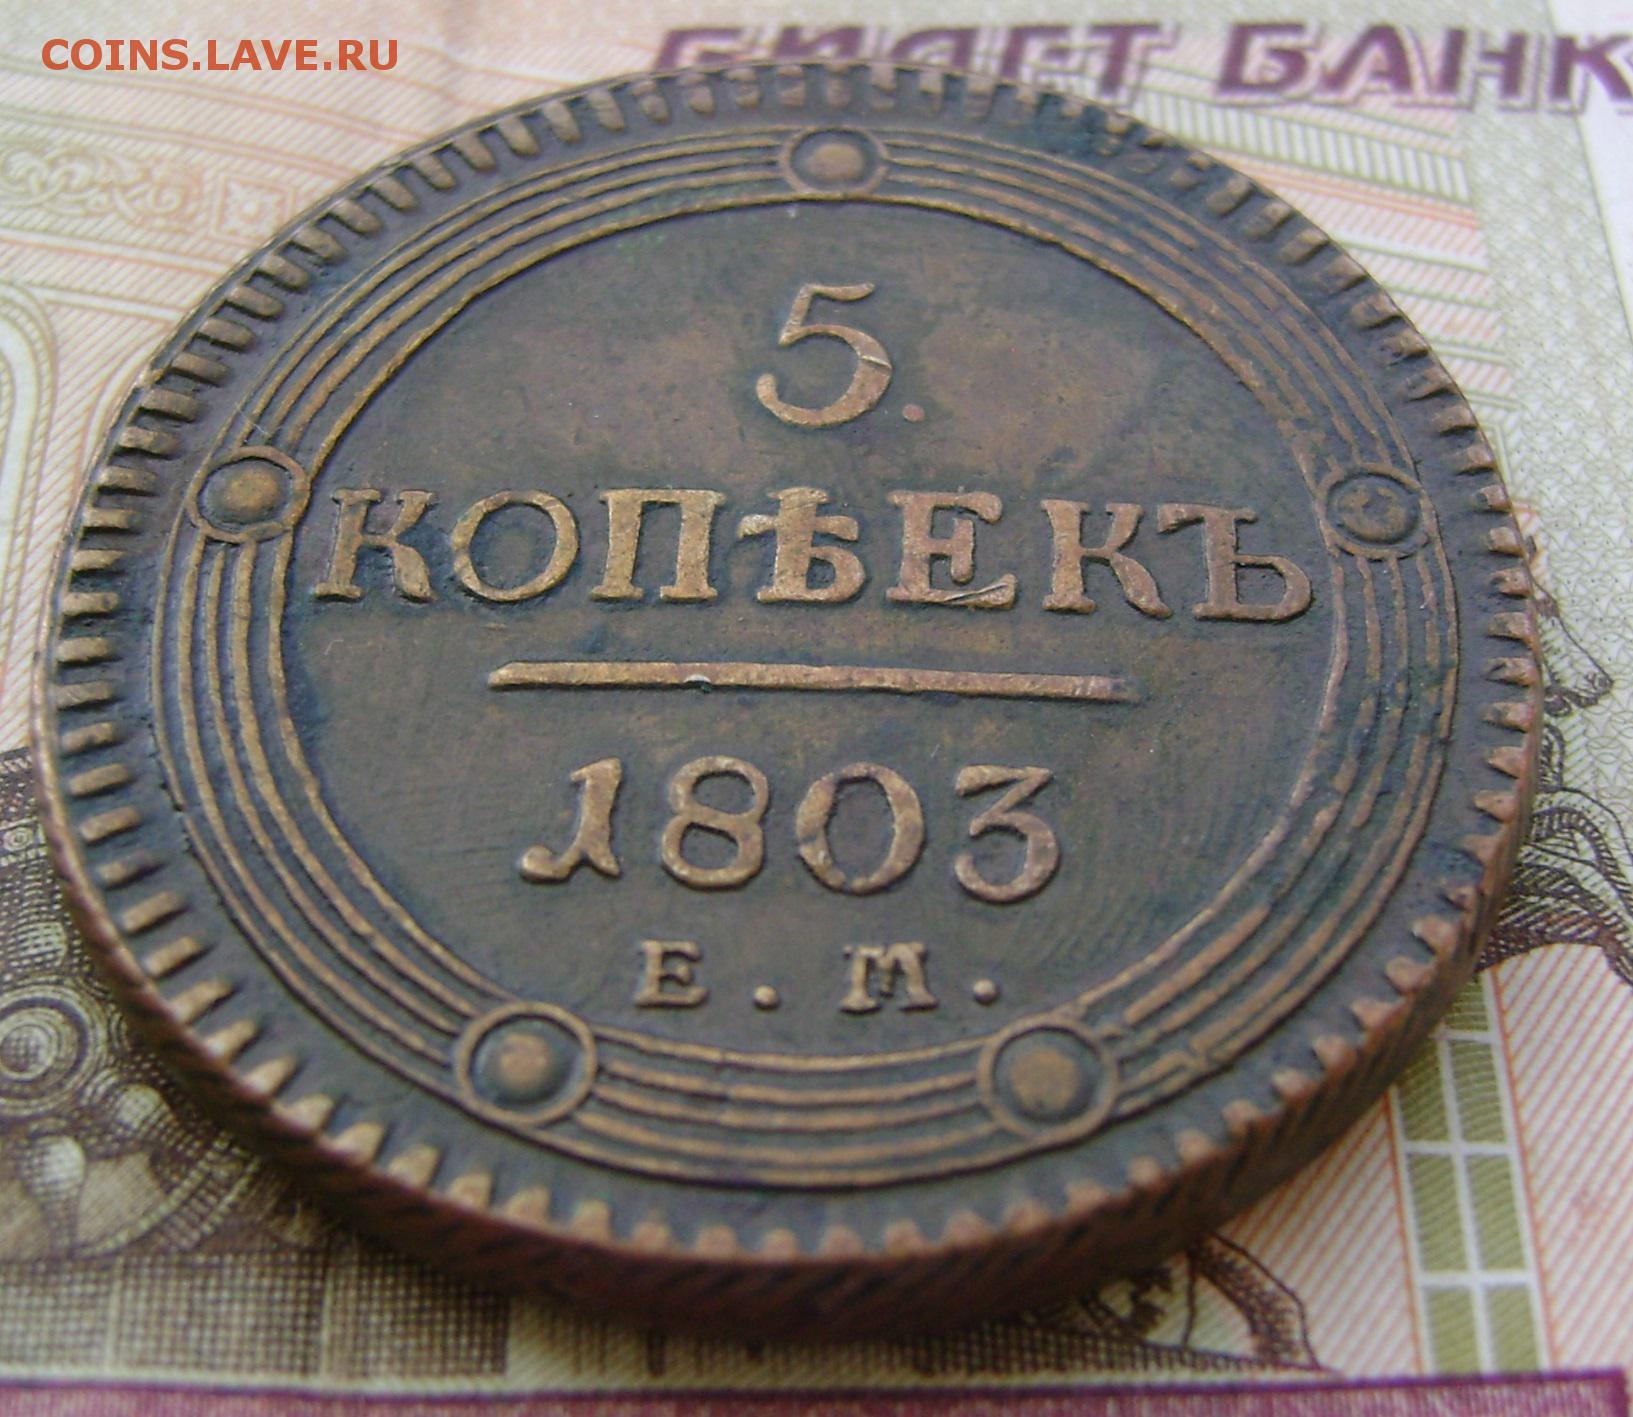 COINS.LAVE.RU
БИЛЕТ БАНК
5.
КОПѢЕКЪ
1803
Е.М.